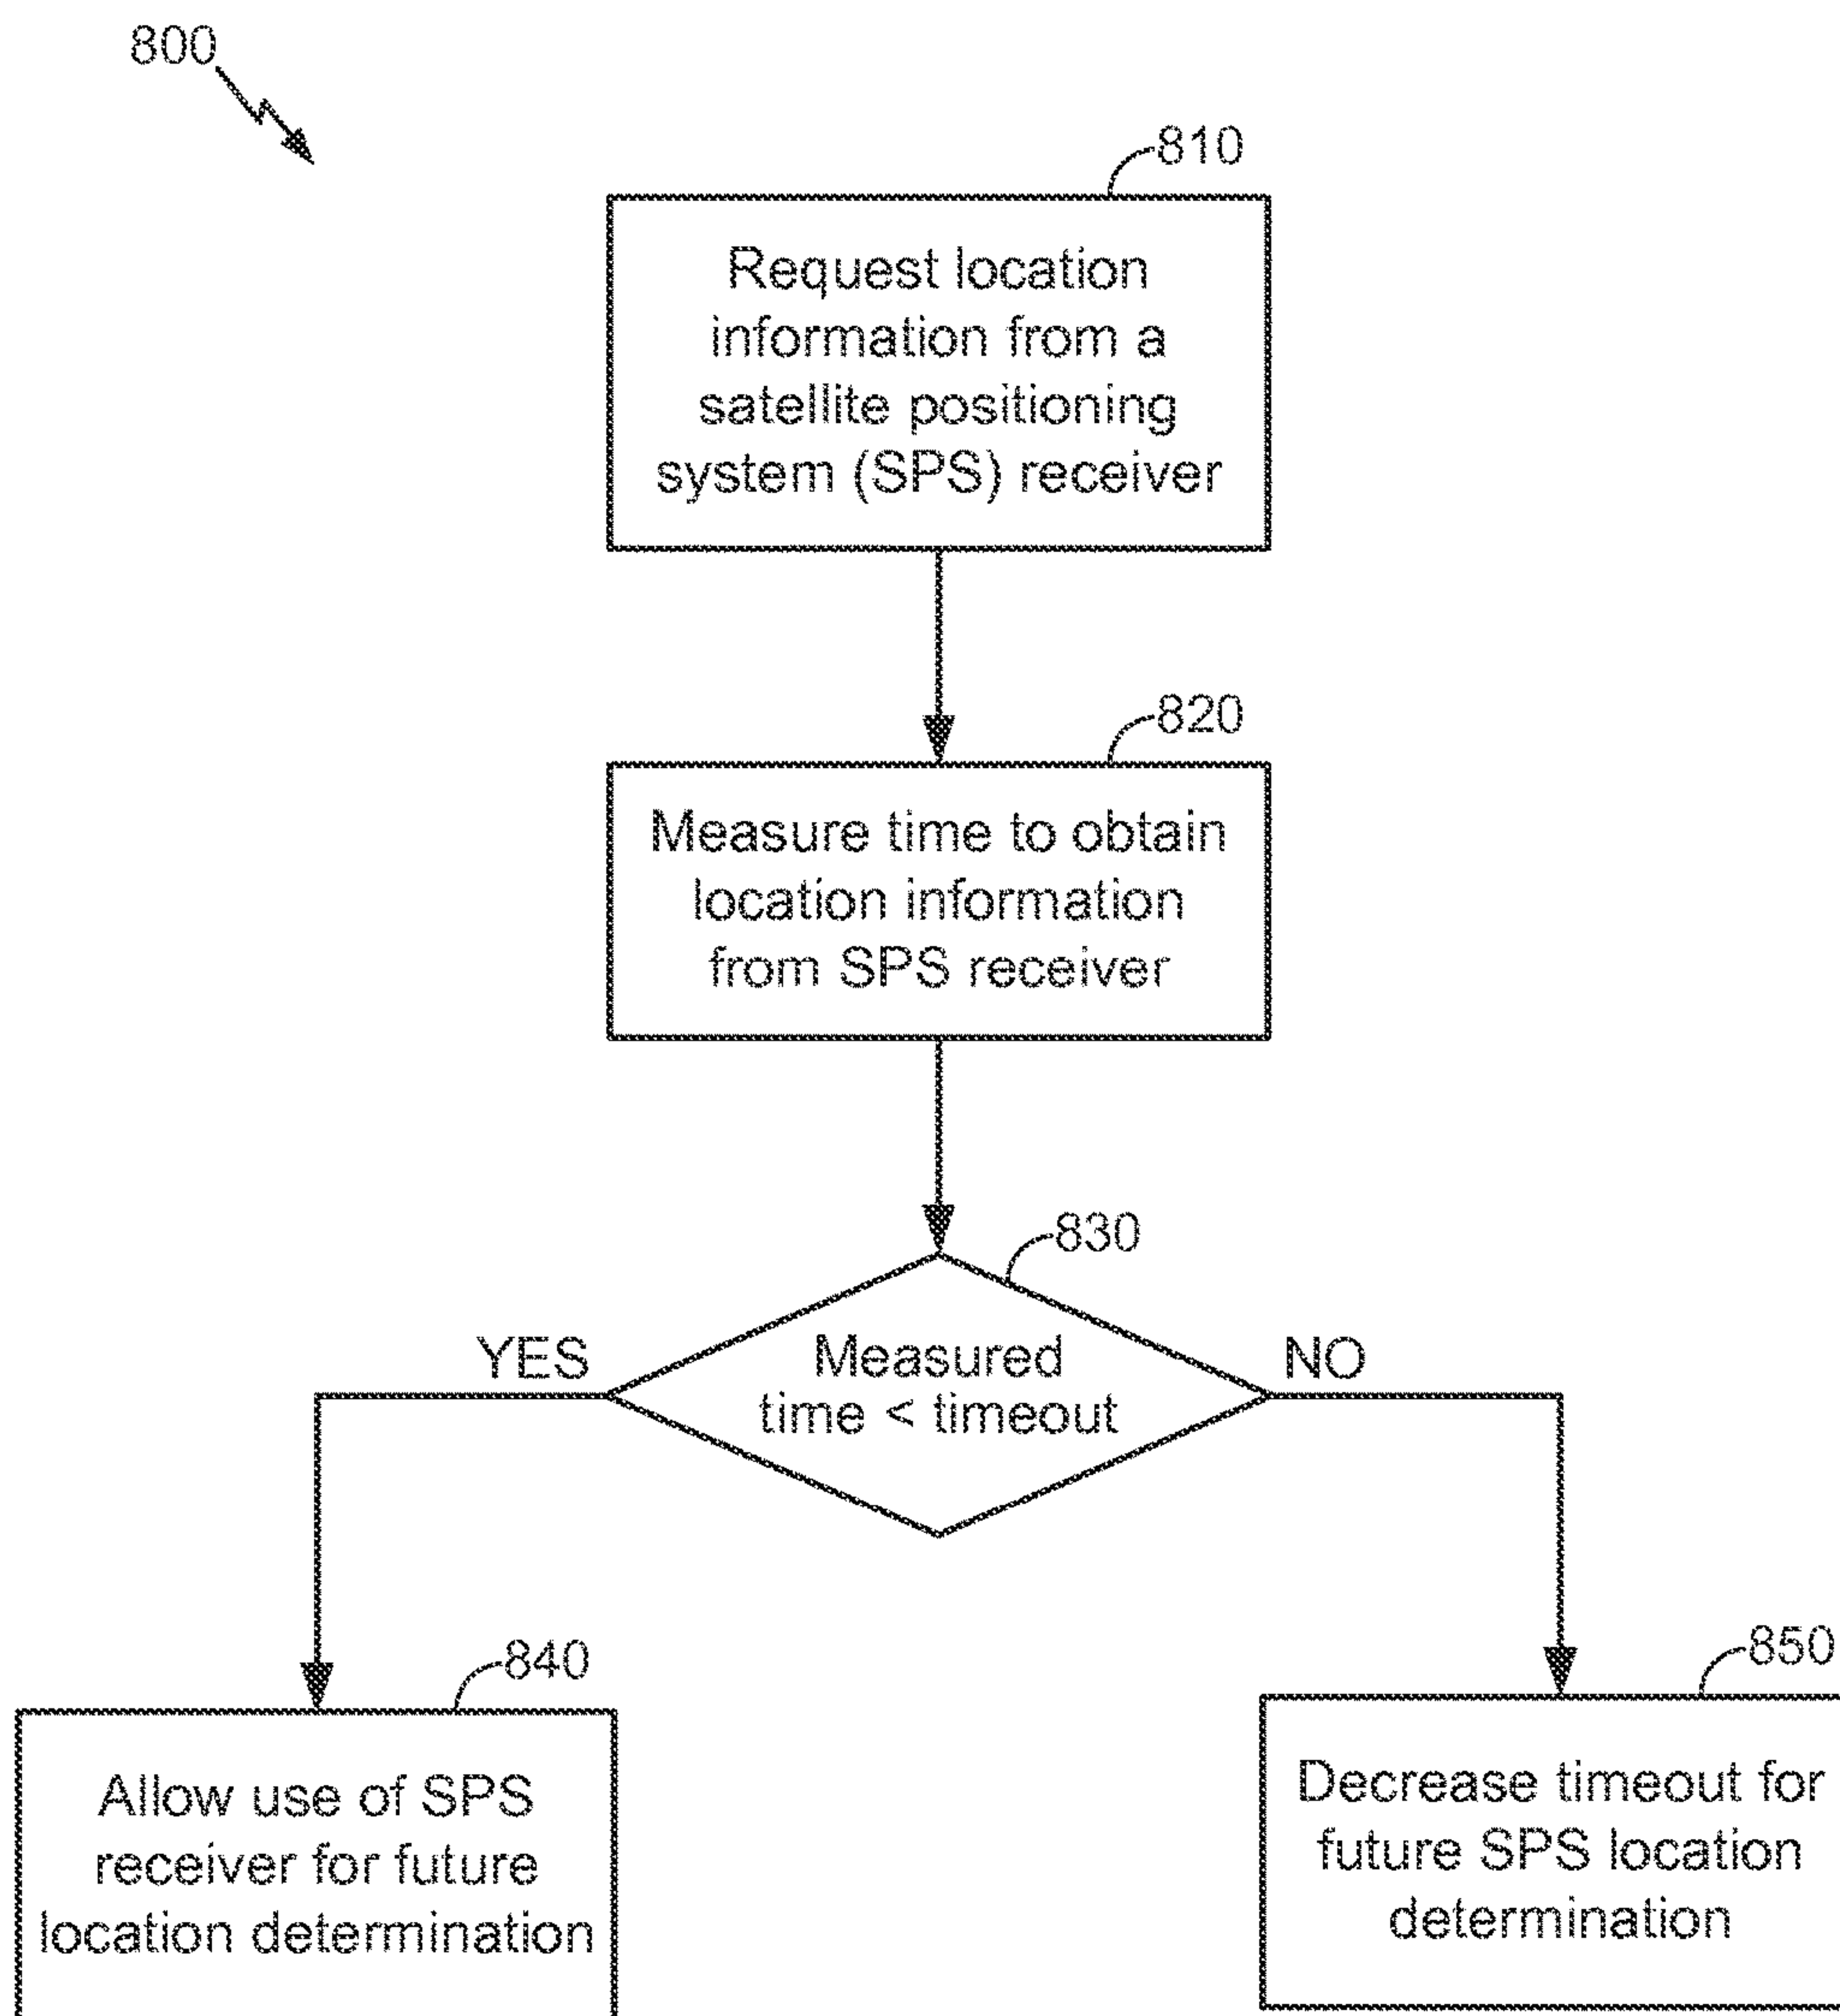 800
810
Request location
information from a
satellite positioning
system (SPS) receiver
820
Measure time to obtain
location information
from SPS receiver
830
YES
Measured
time < timeout
NO
840
Allow use of SPS
receiver for future
location determination
850
Decrease timeout for
future SPS location
determination